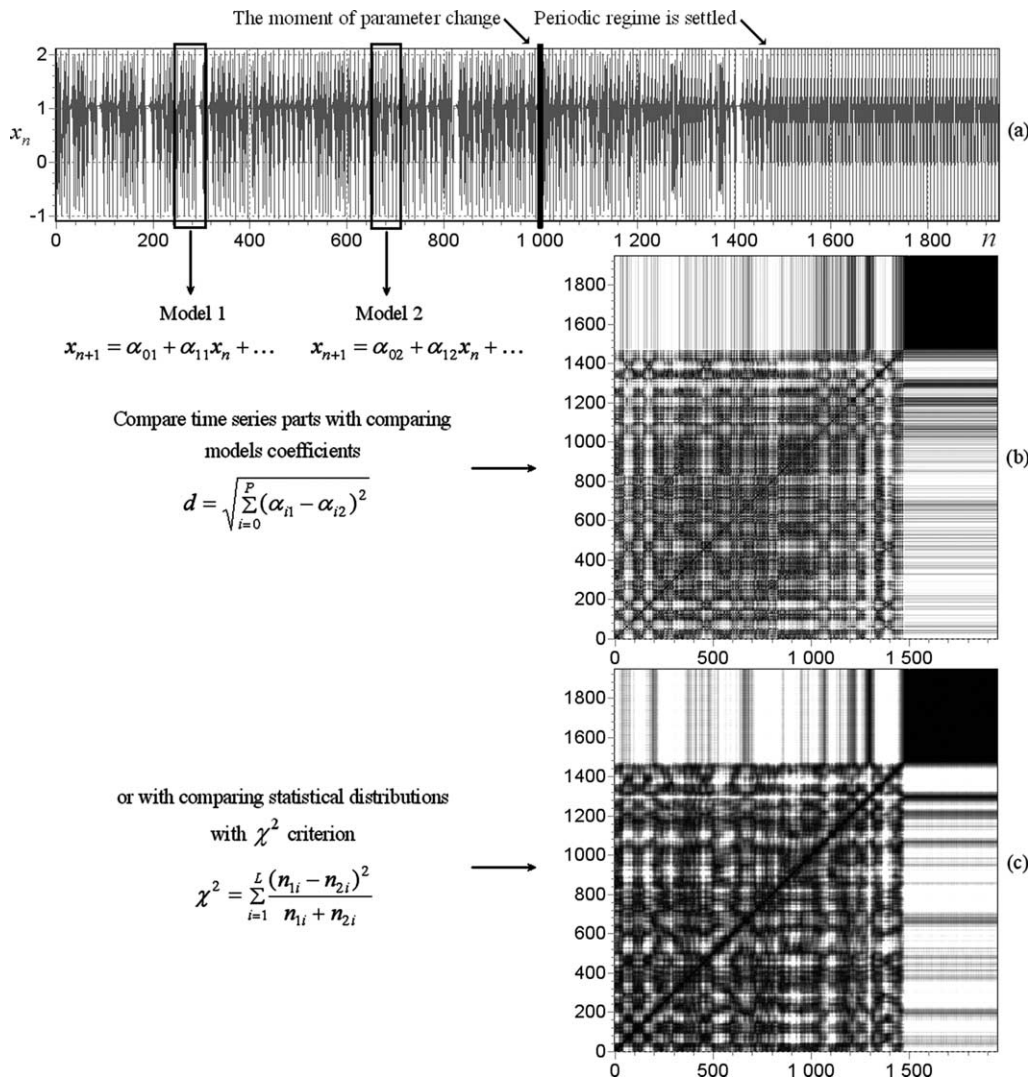 The moment of parameter change Periodic regime is settled
2
1
x_n
0
-1
(a)
0 200 400 600 800 1 000 1 200 1 400 1 600 1 800 n
Model 1 Model 2
x_{n+1} = α_{01} + α_{11}x_n + ... x_{n+1} = α_{02} + α_{12}x_n + ...
Compare time series parts with comparing
models coefficients
d = √(∑_{i=0}^{P}(α_{i1} − α_{i2})²)
1800
1600
1400
1200
1000
800
600
400
200
0
(b)
0 500 1 000 1 500
or with comparing statistical distributions
with χ² criterion
χ² = ∑_{i=1}^{L} (n_{1i} − n_{2i})² / (n_{1i} + n_{2i})
1800
1600
1400
1200
1000
800
600
400
200
0
(c)
0 500 1 000 1 500